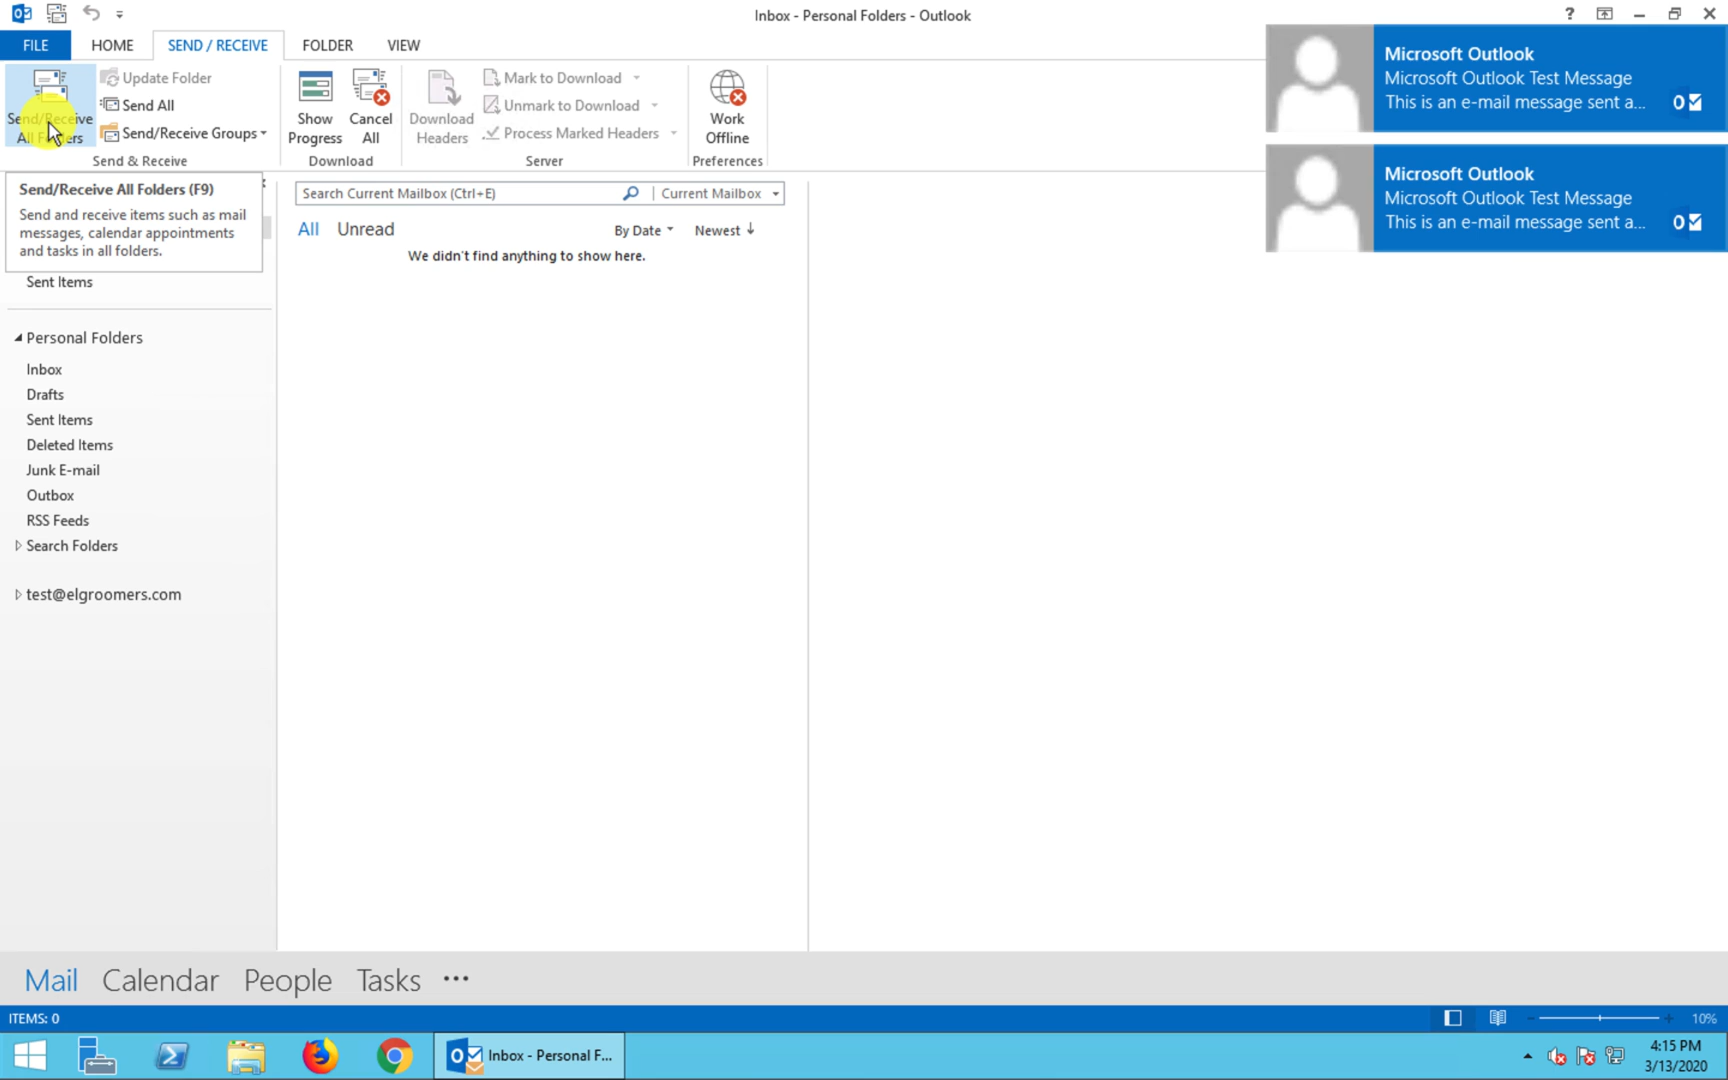 Inbox - Personal Folders - Outlook
FILE
HOME
SEND / RECEIVE
FOLDER
VIEW
Send/Receive
All Folders
Update Folder
Send All
Send/Receive Groups
Send & Receive
Show
Progress
Cancel
All
Download
Download
Headers
Mark to Download
Unmark to Download
Process Marked Headers
Server
Work
Offline
Preferences
Microsoft Outlook
Microsoft Outlook Test Message
This is an e-mail message sent a...
Microsoft Outlook
Microsoft Outlook Test Message
This is an e-mail message sent a...
Send/Receive All Folders (F9)
Send and receive items such as mail
messages, calendar appointments
and tasks in all folders.
Sent Items
Personal Folders
Inbox
Drafts
Sent Items
Deleted Items
Junk E-mail
Outbox
RSS Feeds
Search Folders
test@elgroomers.com
Search Current Mailbox (Ctrl+E)
Current Mailbox
All
Unread
By Date
Newest
We didn't find anything to show here.
Mail
Calendar
People
Tasks
•••
ITEMS: 0
10%
Inbox - Personal F...
4:15 PM
3/13/2020